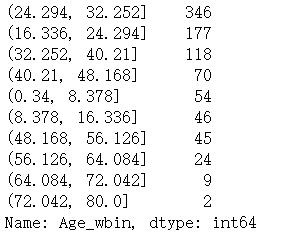 (24.294, 32.252]    346
(16.336, 24.294]    177
(32.252, 40.21]     118
(40.21, 48.168]      70
(0.34, 8.378]        54
(8.378, 16.336]      46
(48.168, 56.126]     45
(56.126, 64.084]     24
(64.084, 72.042]      9
(72.042, 80.0]        2
Name: Age_wbin, dtype: int64